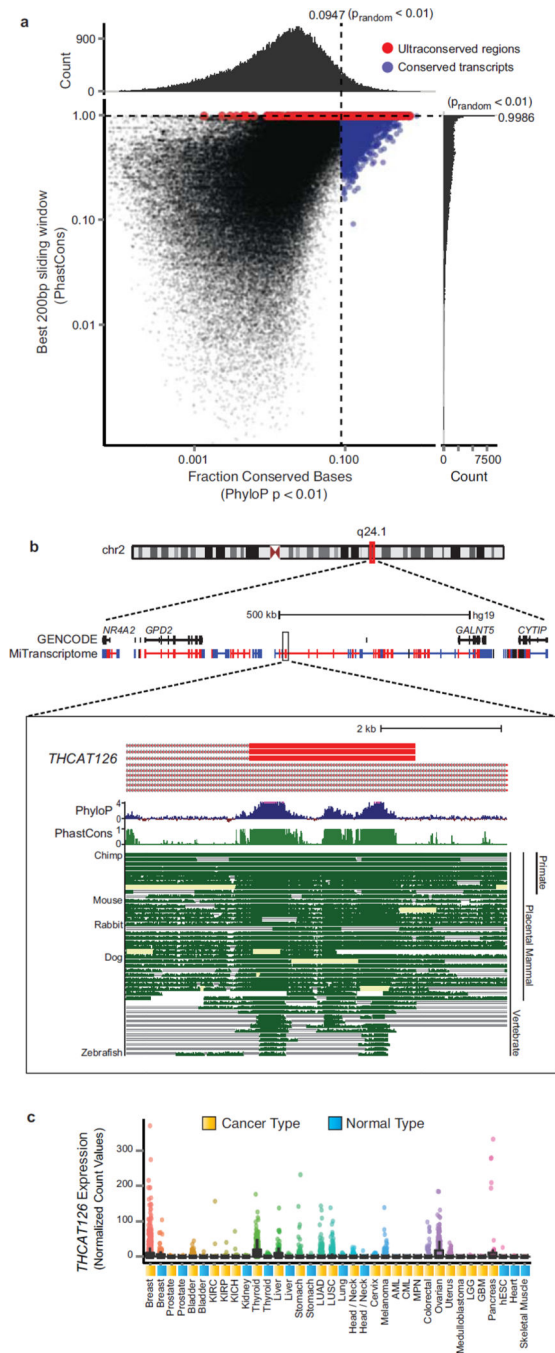 a
0.0947 (prandom < 0.01)
900
0
Count
Ultraconserved regions
Conserved transcripts
(prandom < 0.01)
0.9986
1.00
0.10
0.01
Best 200bp sliding window
(PhastCons)
0.001
0.100
Fraction Conserved Bases
(PhyloP p < 0.01)
0
7500
Count
b
q24.1
chr2
500 kb
hg19
NR4A2
GPD2
GALNT5
CYTIP
GENCODE
MiTranscriptome
2 kb
THCAT126
4
PhyloP
0
1
PhastCons
0
Chimp
Mouse
Rabbit
Dog
Zebrafish
Primate
Placental Mammal
Vertebrate
c
Cancer Type
Normal Type
THCAT126 Expression
(Normalized Count Values)
300
200
100
0
Breast
Breast
Prostate
Prostate
Bladder
Bladder
KIRC
KIRP
KICH
Kidney
Thyroid
Thyroid
Liver
Liver
Stomach
Stomach
LUAD
LUSC
Lung
Head / Neck
Head / Neck
Cervix
Melanoma
AML
CML
MPN
Colorectal
Ovarian
Uterus
Medulloblastoma
LGG
GBM
Pancreas
hESC
Heart
Skeletal Muscle